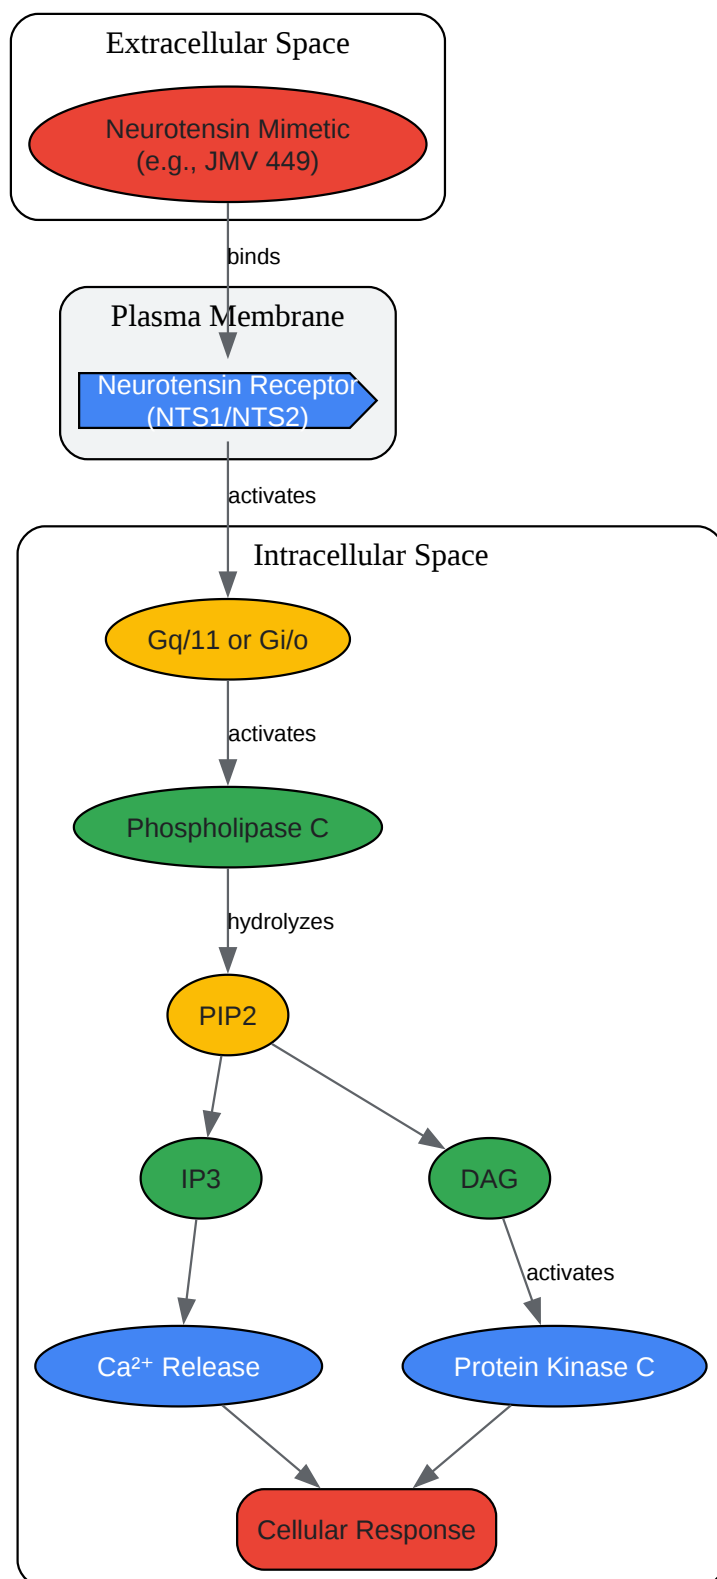 Extracellular Space
Neurotensin Mimetic
(e.g., JMV 449)
binds
Plasma Membrane
Neurotensin Receptor
(NTS1/NTS2)
activates
Intracellular Space
Gq/11 or Gi/o
activates
Phospholipase C
hydrolyzes
PIP2
IP3
DAG
activates
Ca²⁺ Release
Protein Kinase C
Cellular Response